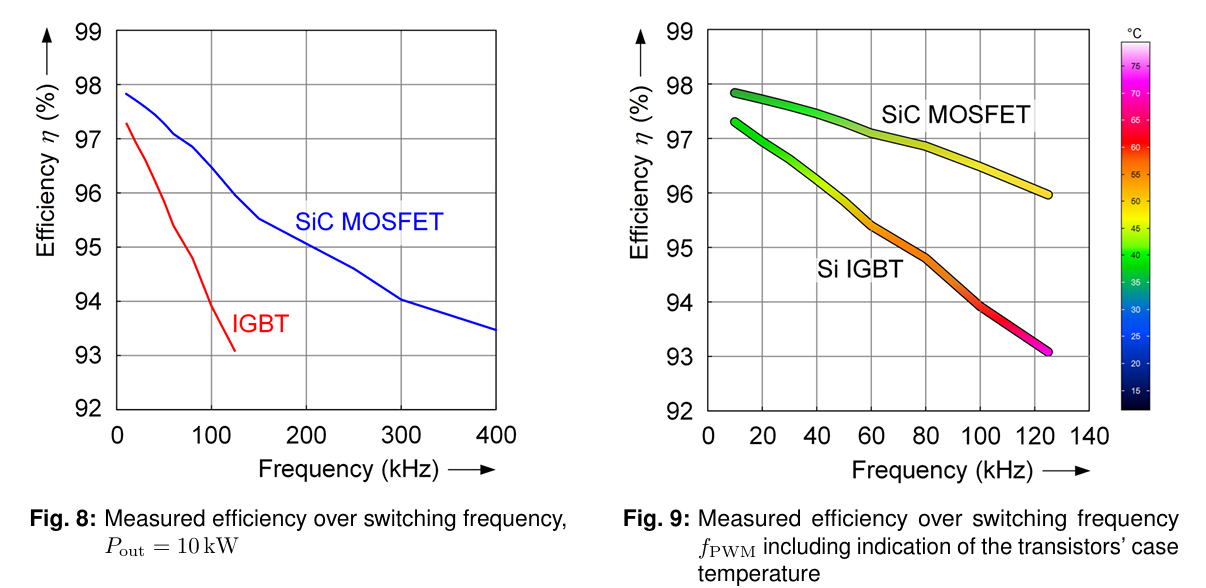 99
98
97
96
95
94
93
92
Efficiency η (%)
0 100 200 300 400
Frequency (kHz)
SiC MOSFET
IGBT
Fig. 8: Measured efficiency over switching frequency,
P_out = 10 kW
99
98
97
96
95
94
93
92
Efficiency η (%)
0 20 40 60 80 100 120 140
Frequency (kHz)
SiC MOSFET
Si IGBT
°C
75
70
65
60
55
50
45
40
35
30
25
20
15
Fig. 9: Measured efficiency over switching frequency
f_PWM including indication of the transistors' case
temperature